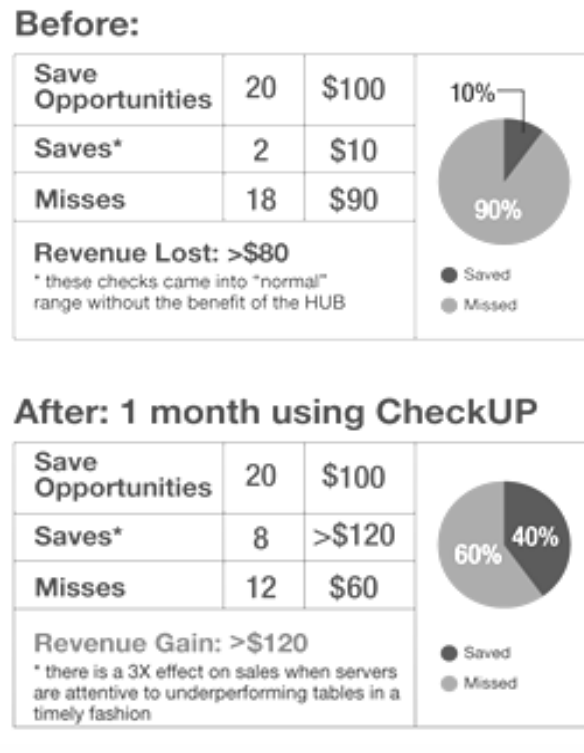 Before:
Save
Opportunities 20 $100
Saves* 2 $10
Misses 18 $90
Revenue Lost: >$80
* these checks came into "normal"
range without the benefit of the HUB
10%
90%
Saved
Missed
After: 1 month using CheckUP
Save
Opportunities 20 $100
Saves* 8 >$120
Misses 12 $60
Revenue Gain: >$120
* there is a 3X effect on sales when servers
are attentive to underperforming tables in a
timely fashion
40%
60%
Saved
Missed